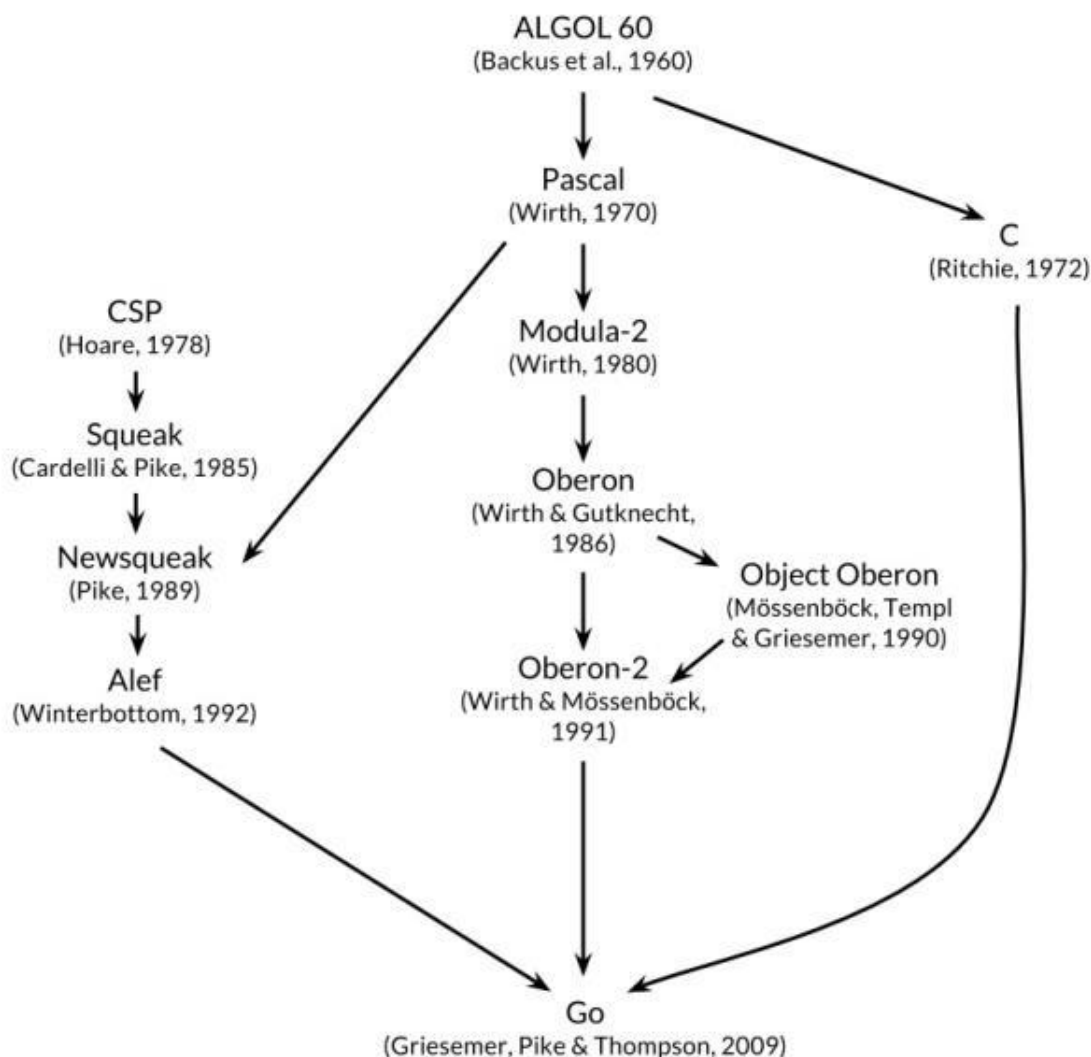 ALGOL 60
(Backus et al., 1960)
Pascal
(Wirth, 1970)
C
(Ritchie, 1972)
CSP
(Hoare, 1978)
Modula-2
(Wirth, 1980)
Squeak
(Cardelli & Pike, 1985)
Oberon
(Wirth & Gutknecht,
1986)
Newsqueak
(Pike, 1989)
Object Oberon
(Mössenböck, Templ
& Griesemer, 1990)
Alef
(Winterbottom, 1992)
Oberon-2
(Wirth & Mössenböck,
1991)
Go
(Griesemer, Pike & Thompson, 2009)